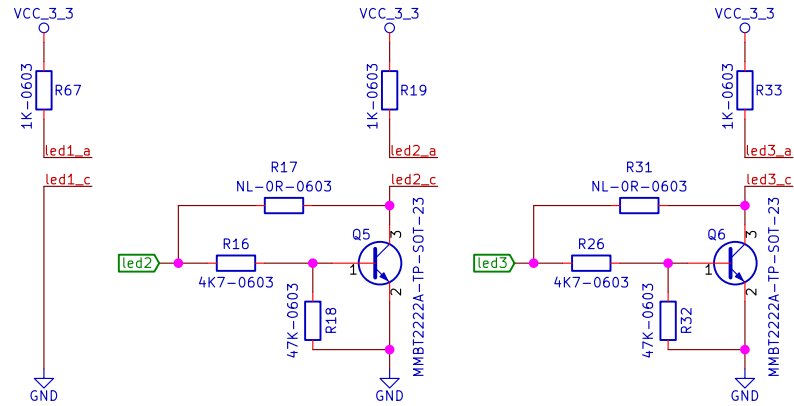 VCC_3_3
VCC_3_3
VCC_3_3
1K-0603
R67
1K-0603
R19
1K-0603
R33
led1_a
led2_a
led3_a
led1_c
R17
NL-0R-0603
led2_c
R31
NL-0R-0603
led3_c
led2
R16
4K7-0603
Q5
1
3
2
MMBT2222A-TP-SOT-23
47K-0603
R18
led3
R26
4K7-0603
Q6
1
3
2
MMBT2222A-TP-SOT-23
47K-0603
R32
GND
GND
GND